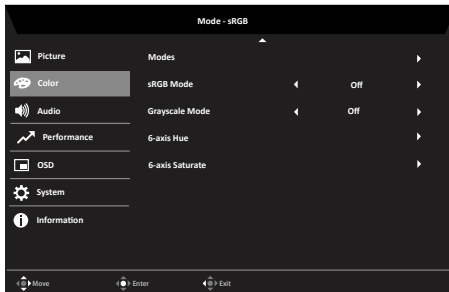 Mode - sRGB
Picture
Modes
Color
sRGB Mode Off
Audio
Grayscale Mode Off
Performance
6-axis Hue
OSD
6-axis Saturate
System
Information
Move Enter Exit